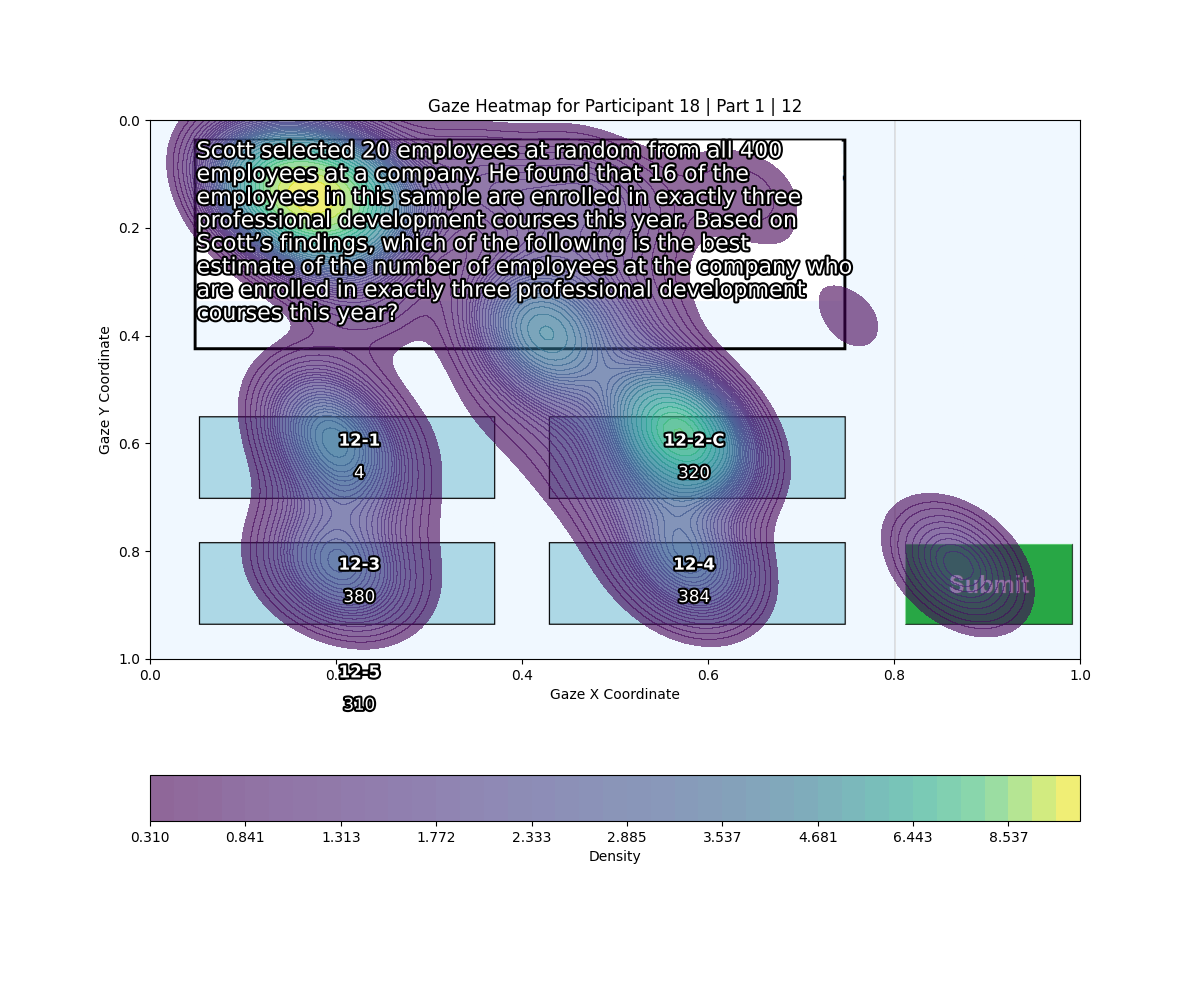 Gaze Heatmap for Participant 18 | Part 1 | 12
0.0
0.2
0.4
0.6
0.8
1.0
Gaze Y Coordinate
Scott selected 20 employees at random from all 400
employees at a company. He found that 16 of the
employees in this sample are enrolled in exactly three
professional development courses this year. Based on
Scott’s findings, which of the following is the best
estimate of the number of employees at the company who
are enrolled in exactly three professional development
courses this year?
12-1
4
12-2-C
320
12-3
380
12-4
384
Submit
0.0 0.4 0.6 0.8 1.0
12-5
310
Gaze X Coordinate
0.310 0.841 1.313 1.772 2.333 2.885 3.537 4.681 6.443 8.537
Density